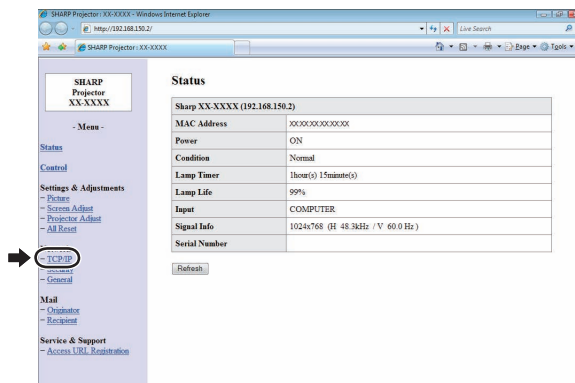 SHARP Projector : XX-XXXX - Windows Internet Explorer
http://192.168.150.2/
Live Search
SHARP Projector : XX-XXXX
Page
Tools
SHARP
Projector
XX-XXXX
- Menu -
Status
Control
Settings & Adjustments
- Picture
- Screen Adjust
- Projector Adjust
- All Reset
- TCP/IP
- Security
- General
Mail
- Originator
- Recipient
Service & Support
- Access URL Registration
Status
Sharp XX-XXXX (192.168.150.2)
MAC Address XXXXXXXXXXXX
Power ON
Condition Normal
Lamp Timer 1hour(s) 15minute(s)
Lamp Life 99%
Input COMPUTER
Signal Info 1024x768 (H 48.3kHz / V 60.0 Hz )
Serial Number
Refresh